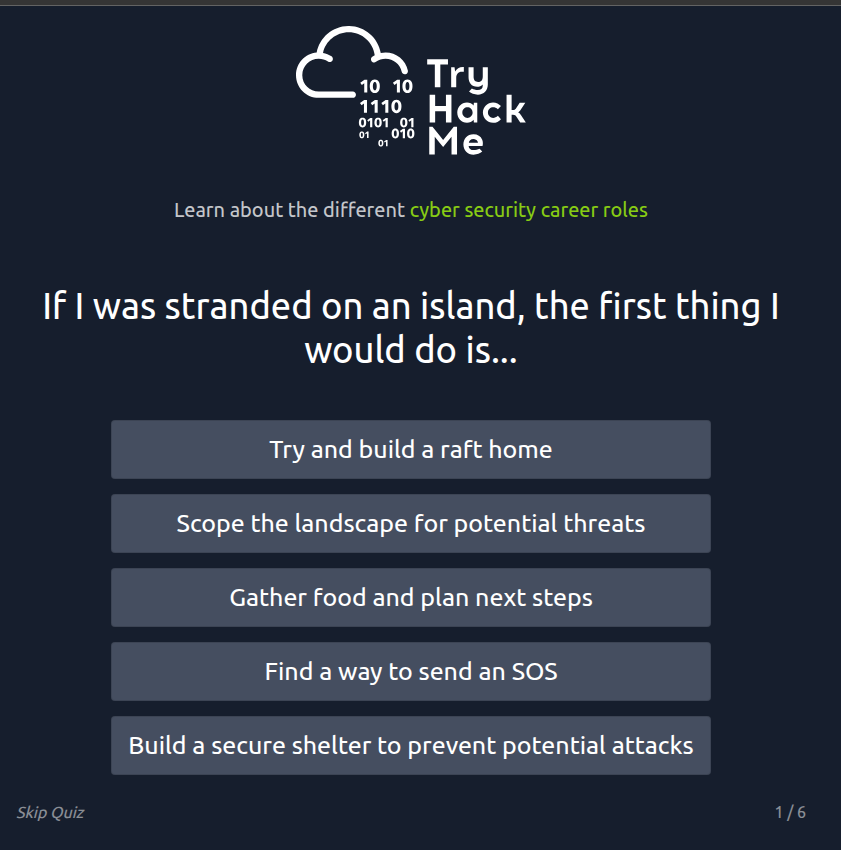 10 10
1110
0101 01
01 010
01
Try
Hack
Me
Learn about the different cyber security career roles
If I was stranded on an island, the first thing I
would do is...
Try and build a raft home
Scope the landscape for potential threats
Gather food and plan next steps
Find a way to send an SOS
Build a secure shelter to prevent potential attacks
Skip Quiz
1 / 6